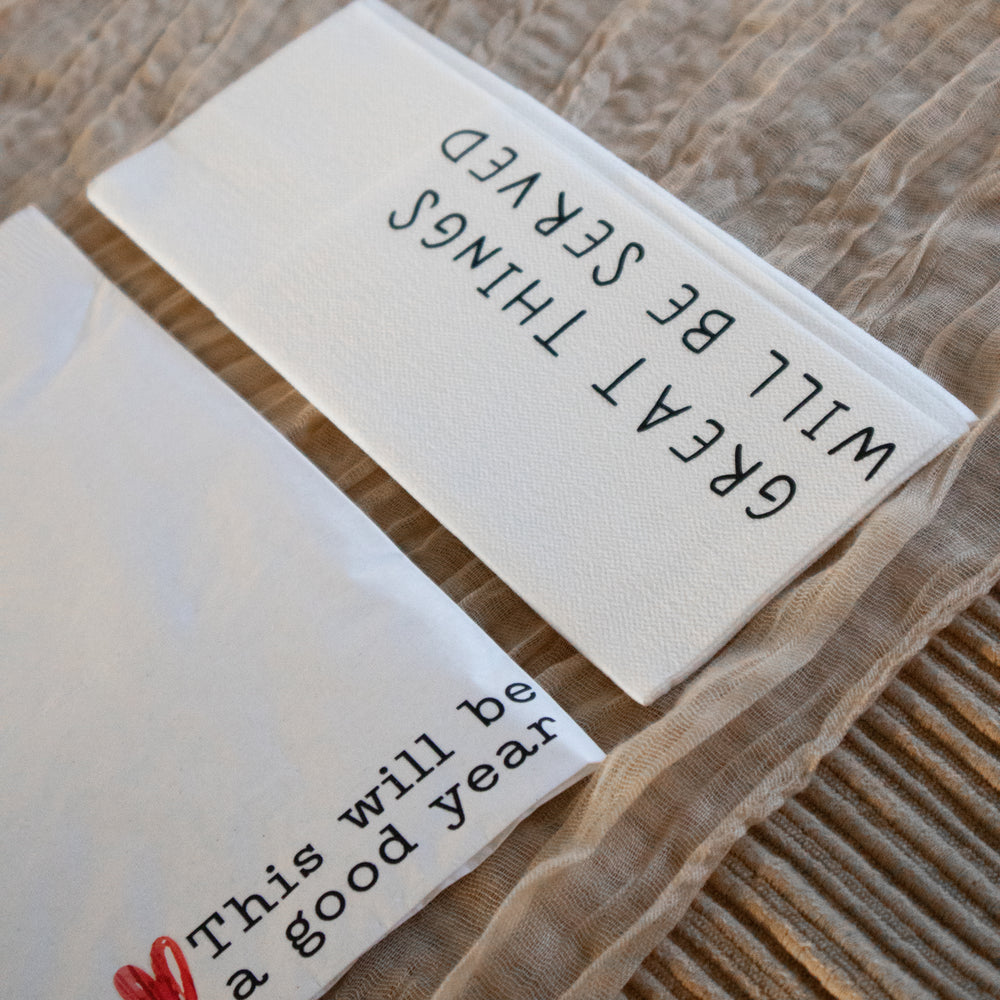 GREAT THINGS
WILL BE SERVED
This will be
a good year